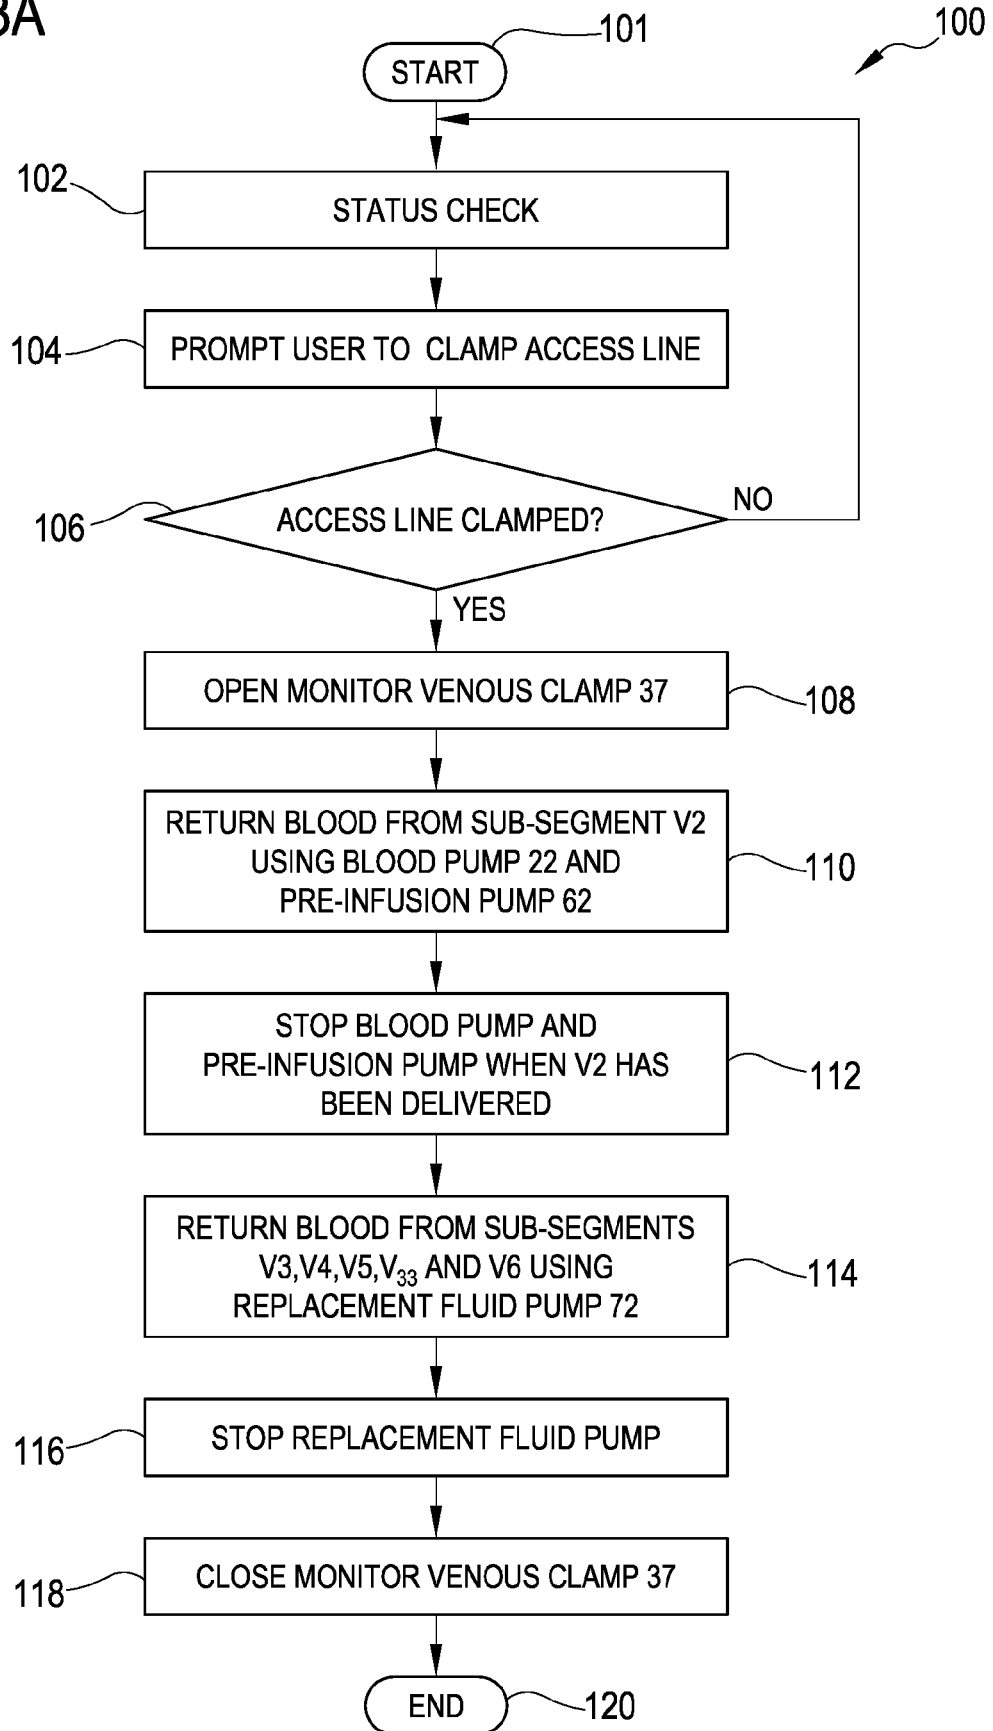 3A
101
100
START
102
STATUS CHECK
104
PROMPT USER TO CLAMP ACCESS LINE
106
ACCESS LINE CLAMPED?
NO
YES
OPEN MONITOR VENOUS CLAMP 37
108
RETURN BLOOD FROM SUB-SEGMENT V2
USING BLOOD PUMP 22 AND
PRE-INFUSION PUMP 62
110
STOP BLOOD PUMP AND
PRE-INFUSION PUMP WHEN V2 HAS
BEEN DELIVERED
112
RETURN BLOOD FROM SUB-SEGMENTS
V3,V4,V5,V33 AND V6 USING
REPLACEMENT FLUID PUMP 72
114
116
STOP REPLACEMENT FLUID PUMP
118
CLOSE MONITOR VENOUS CLAMP 37
END
120